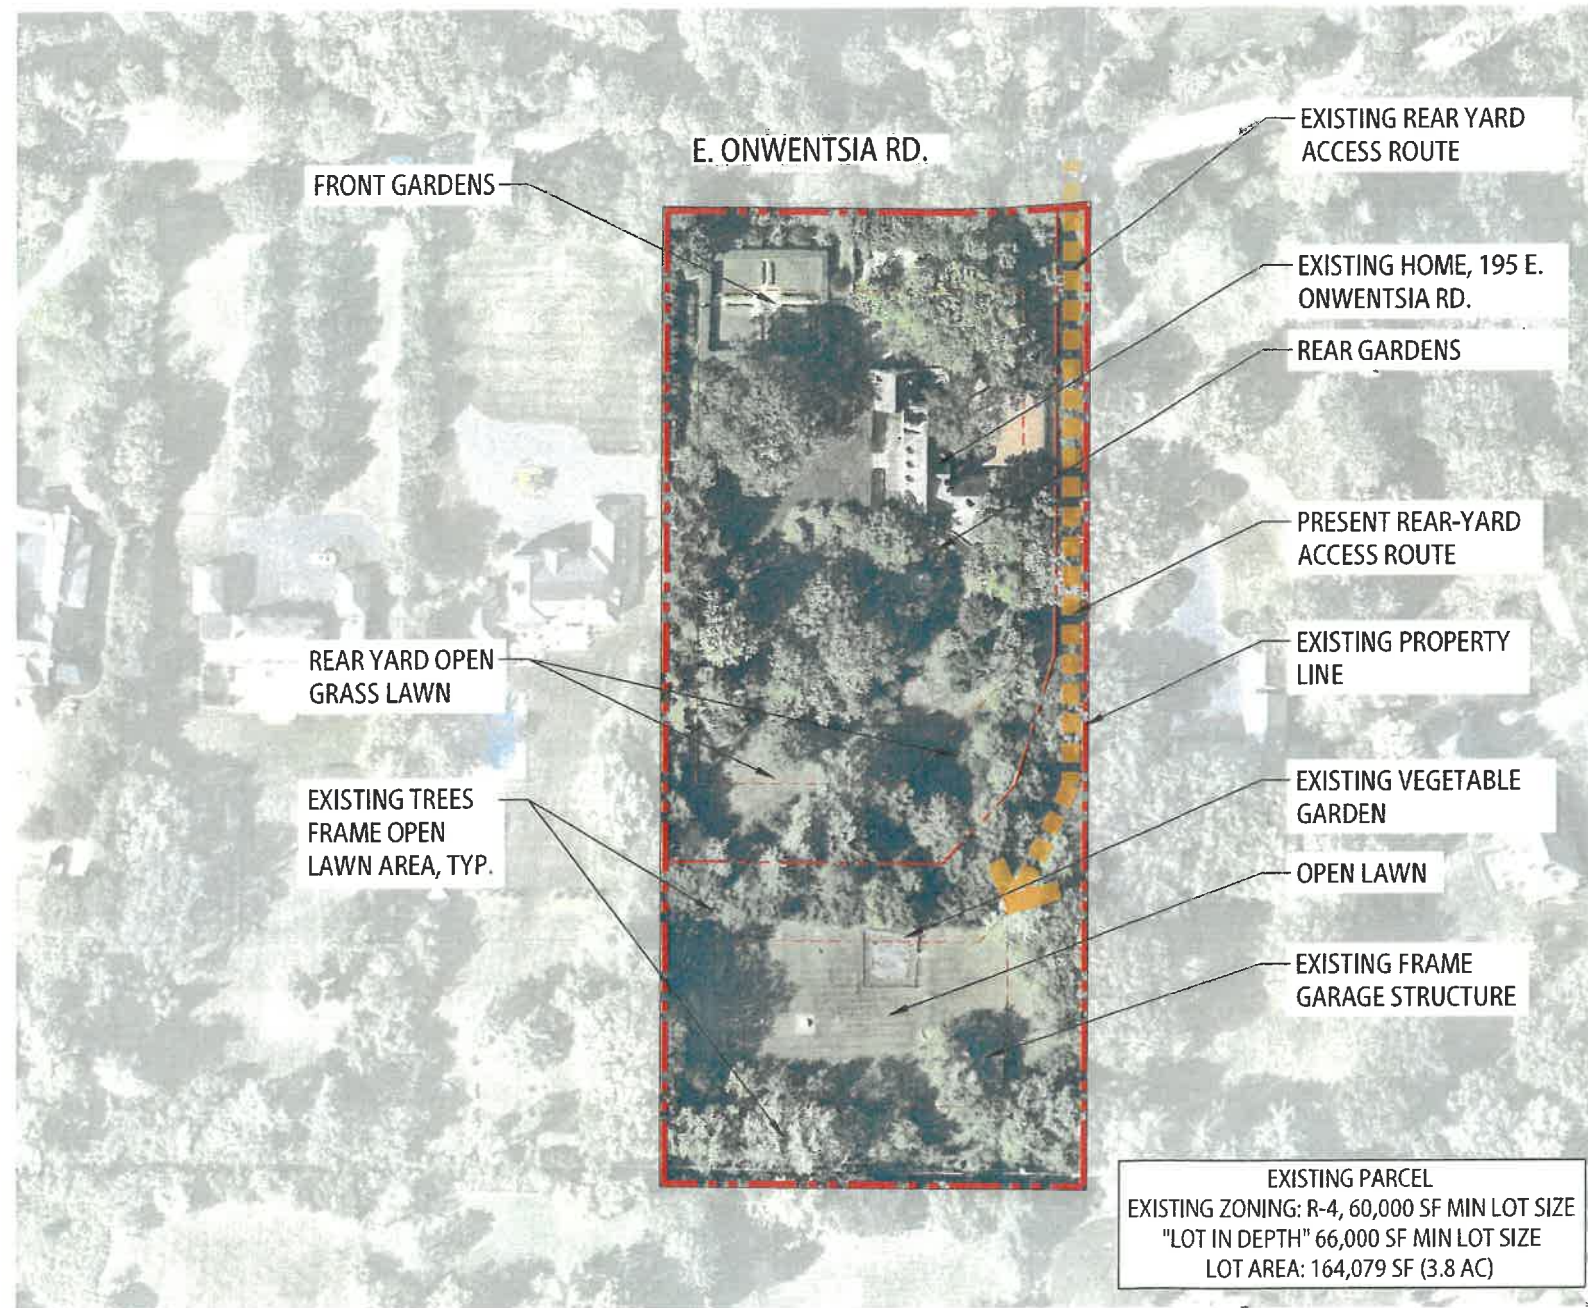 E. ONWENTSIA RD.
FRONT GARDENS
REAR YARD OPEN
GRASS LAWN
EXISTING TREES
FRAME OPEN
LAWN AREA, TYP.
EXISTING REAR YARD
ACCESS ROUTE
EXISTING HOME, 195 E.
ONWENTSIA RD.
REAR GARDENS
PRESENT REAR-YARD
ACCESS ROUTE
EXISTING PROPERTY
LINE
EXISTING VEGETABLE
GARDEN
OPEN LAWN
EXISTING FRAME
GARAGE STRUCTURE
EXISTING PARCEL
EXISTING ZONING: R-4, 60,000 SF MIN LOT SIZE
"LOT IN DEPTH" 66,000 SF MIN LOT SIZE
LOT AREA: 164,079 SF (3.8 AC)